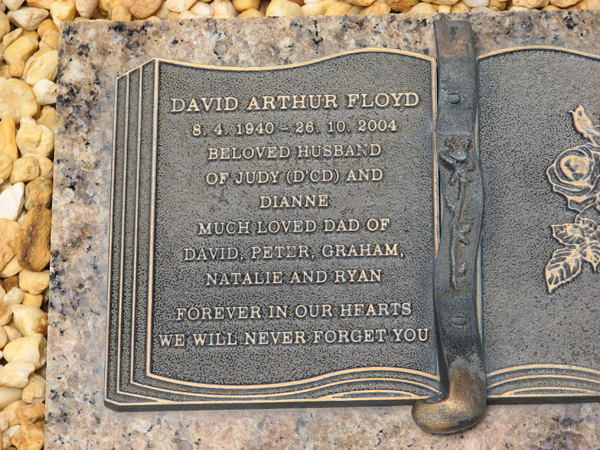 DAVID ARTHUR FLOYD
8. 4. 1940 - 26. 10. 2004
BELOVED HUSBAND
OF JUDY (D'CD) AND
DIANNE
MUCH LOVED DAD OF
DAVID, PETER, GRAHAM,
NATALIE AND RYAN
FOREVER IN OUR HEARTS
WE WILL NEVER FORGET YOU